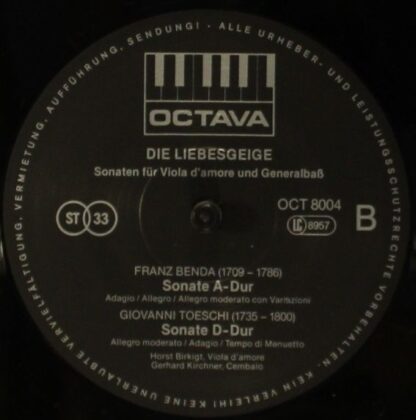 ALLE URHEBER- UND LEISTUNGSSCHUTZRECHTE VORBEHALTEN. KEIN VERLEIH! KEINE UNERLAUBTE VERVIELFÄLTIGUNG, VERMIETUNG, AUFFÜHRUNG, SENDUNG! -
OCTAVA
DIE LIEBESGEIGE
Sonaten für Viola d'amore und Generalbaß
ST 33
OCT 8004
LC 8957
B
FRANZ BENDA (1709 – 1786)
Sonate A-Dur
Adagio / Allegro / Allegro moderato con Variazioni
GIOVANNI TOESCHI (1735 – 1800)
Sonate D-Dur
Allegro moderato / Adagio / Tempo di Menuetto
Horst Birkigt, Viola d'amore
Gerhard Kirchner, Cembalo